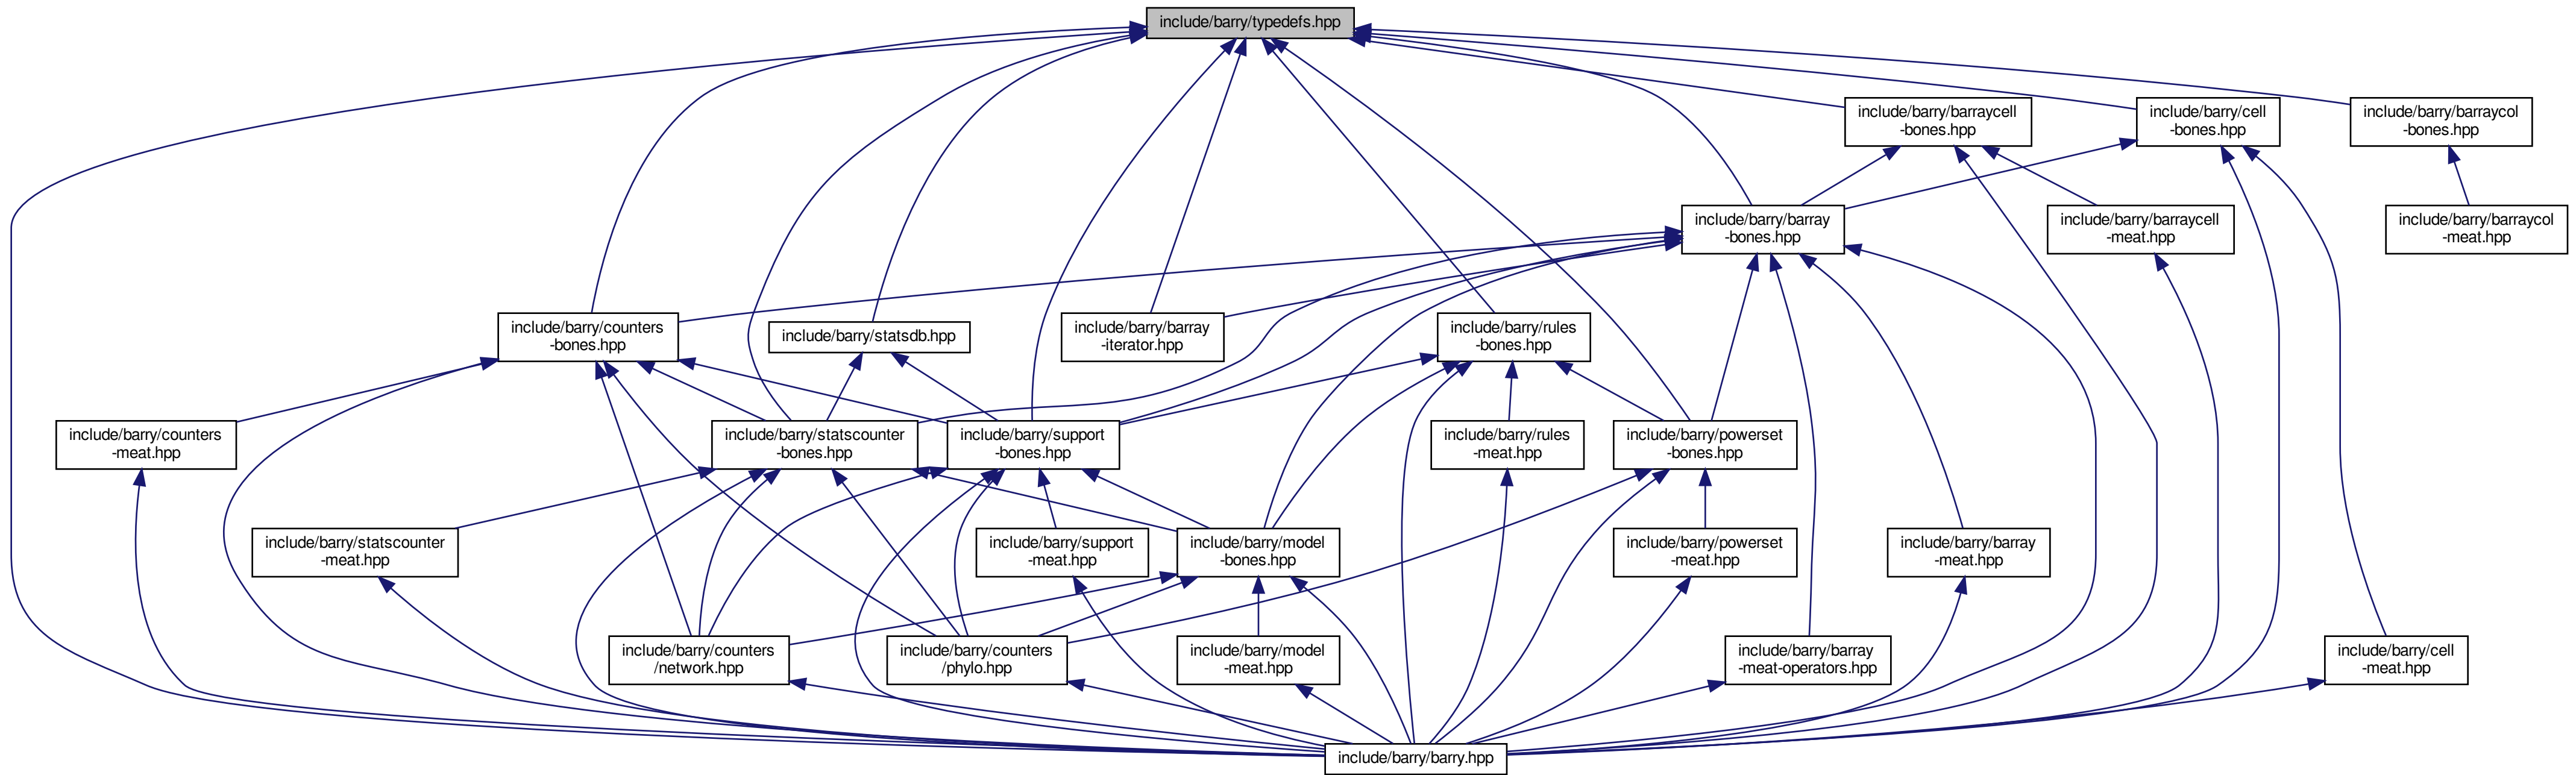 include/barry/typedefs.hpp
include/barry/barraycell
-bones.hpp
include/barry/cell
-bones.hpp
include/barry/barraycol
-bones.hpp
include/barry/barray
-bones.hpp
include/barry/barraycell
-meat.hpp
include/barry/barraycol
-meat.hpp
include/barry/counters
-bones.hpp
include/barry/statsdb.hpp
include/barry/barray
-iterator.hpp
include/barry/rules
-bones.hpp
include/barry/counters
-meat.hpp
include/barry/statscounter
-bones.hpp
include/barry/support
-bones.hpp
include/barry/rules
-meat.hpp
include/barry/powerset
-bones.hpp
include/barry/statscounter
-meat.hpp
include/barry/support
-meat.hpp
include/barry/model
-bones.hpp
include/barry/powerset
-meat.hpp
include/barry/barray
-meat.hpp
include/barry/counters
/network.hpp
include/barry/counters
/phylo.hpp
include/barry/model
-meat.hpp
include/barry/barray
-meat-operators.hpp
include/barry/cell
-meat.hpp
include/barry/barry.hpp